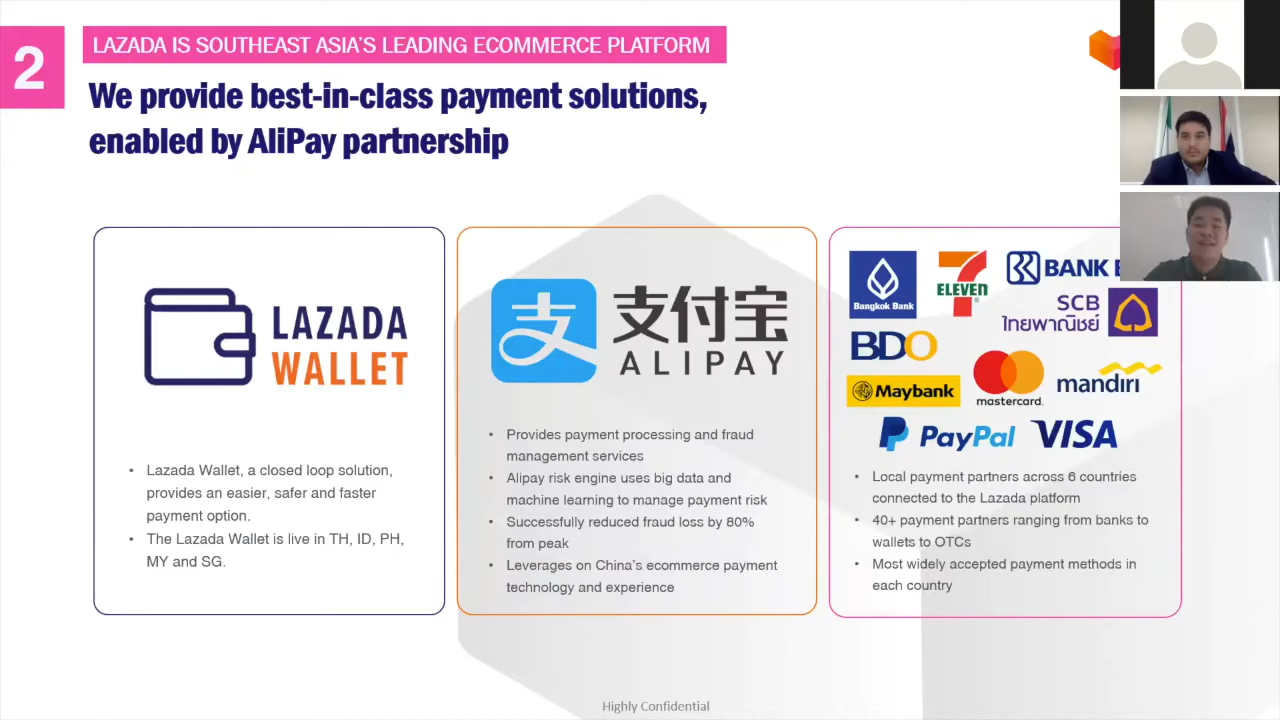 2
LAZADA IS SOUTHEAST ASIA'S LEADING ECOMMERCE PLATFORM
We provide best-in-class payment solutions,
enabled by AliPay partnership
LAZADA
WALLET
• Lazada Wallet, a closed loop solution,
provides an easier, safer and faster
payment option.
• The Lazada Wallet is live in TH, ID, PH,
MY and SG.
支
支付宝
ALIPAY
• Provides payment processing and fraud
management services
• Alipay risk engine uses big data and
machine learning to manage payment risk
• Successfully reduced fraud loss by 80%
from peak
• Leverages on China's ecommerce payment
technology and experience
Bangkok Bank
7
ELEVEN
BANK
SCB
ไทยพาณิชย์
BDO
Maybank
mastercard.
mandiri
PayPal
VISA
• Local payment partners across 6 countries
connected to the Lazada platform
• 40+ payment partners ranging from banks to
wallets to OTCs
• Most widely accepted payment methods in
each country
Highly Confidential